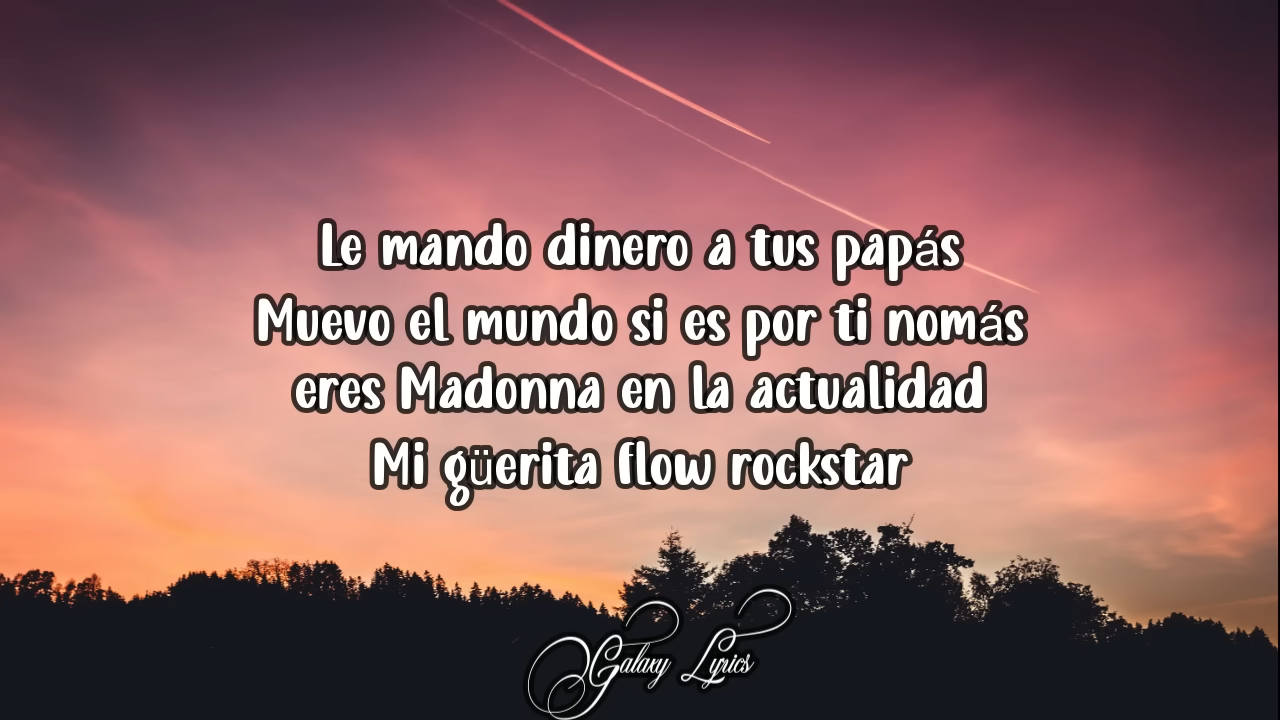 Le mando dinero a tus papás
Muevo el mundo si es por ti nomás
eres Madonna en la actualidad
Mi güerita flow rockstar
Galaxy Lyrics